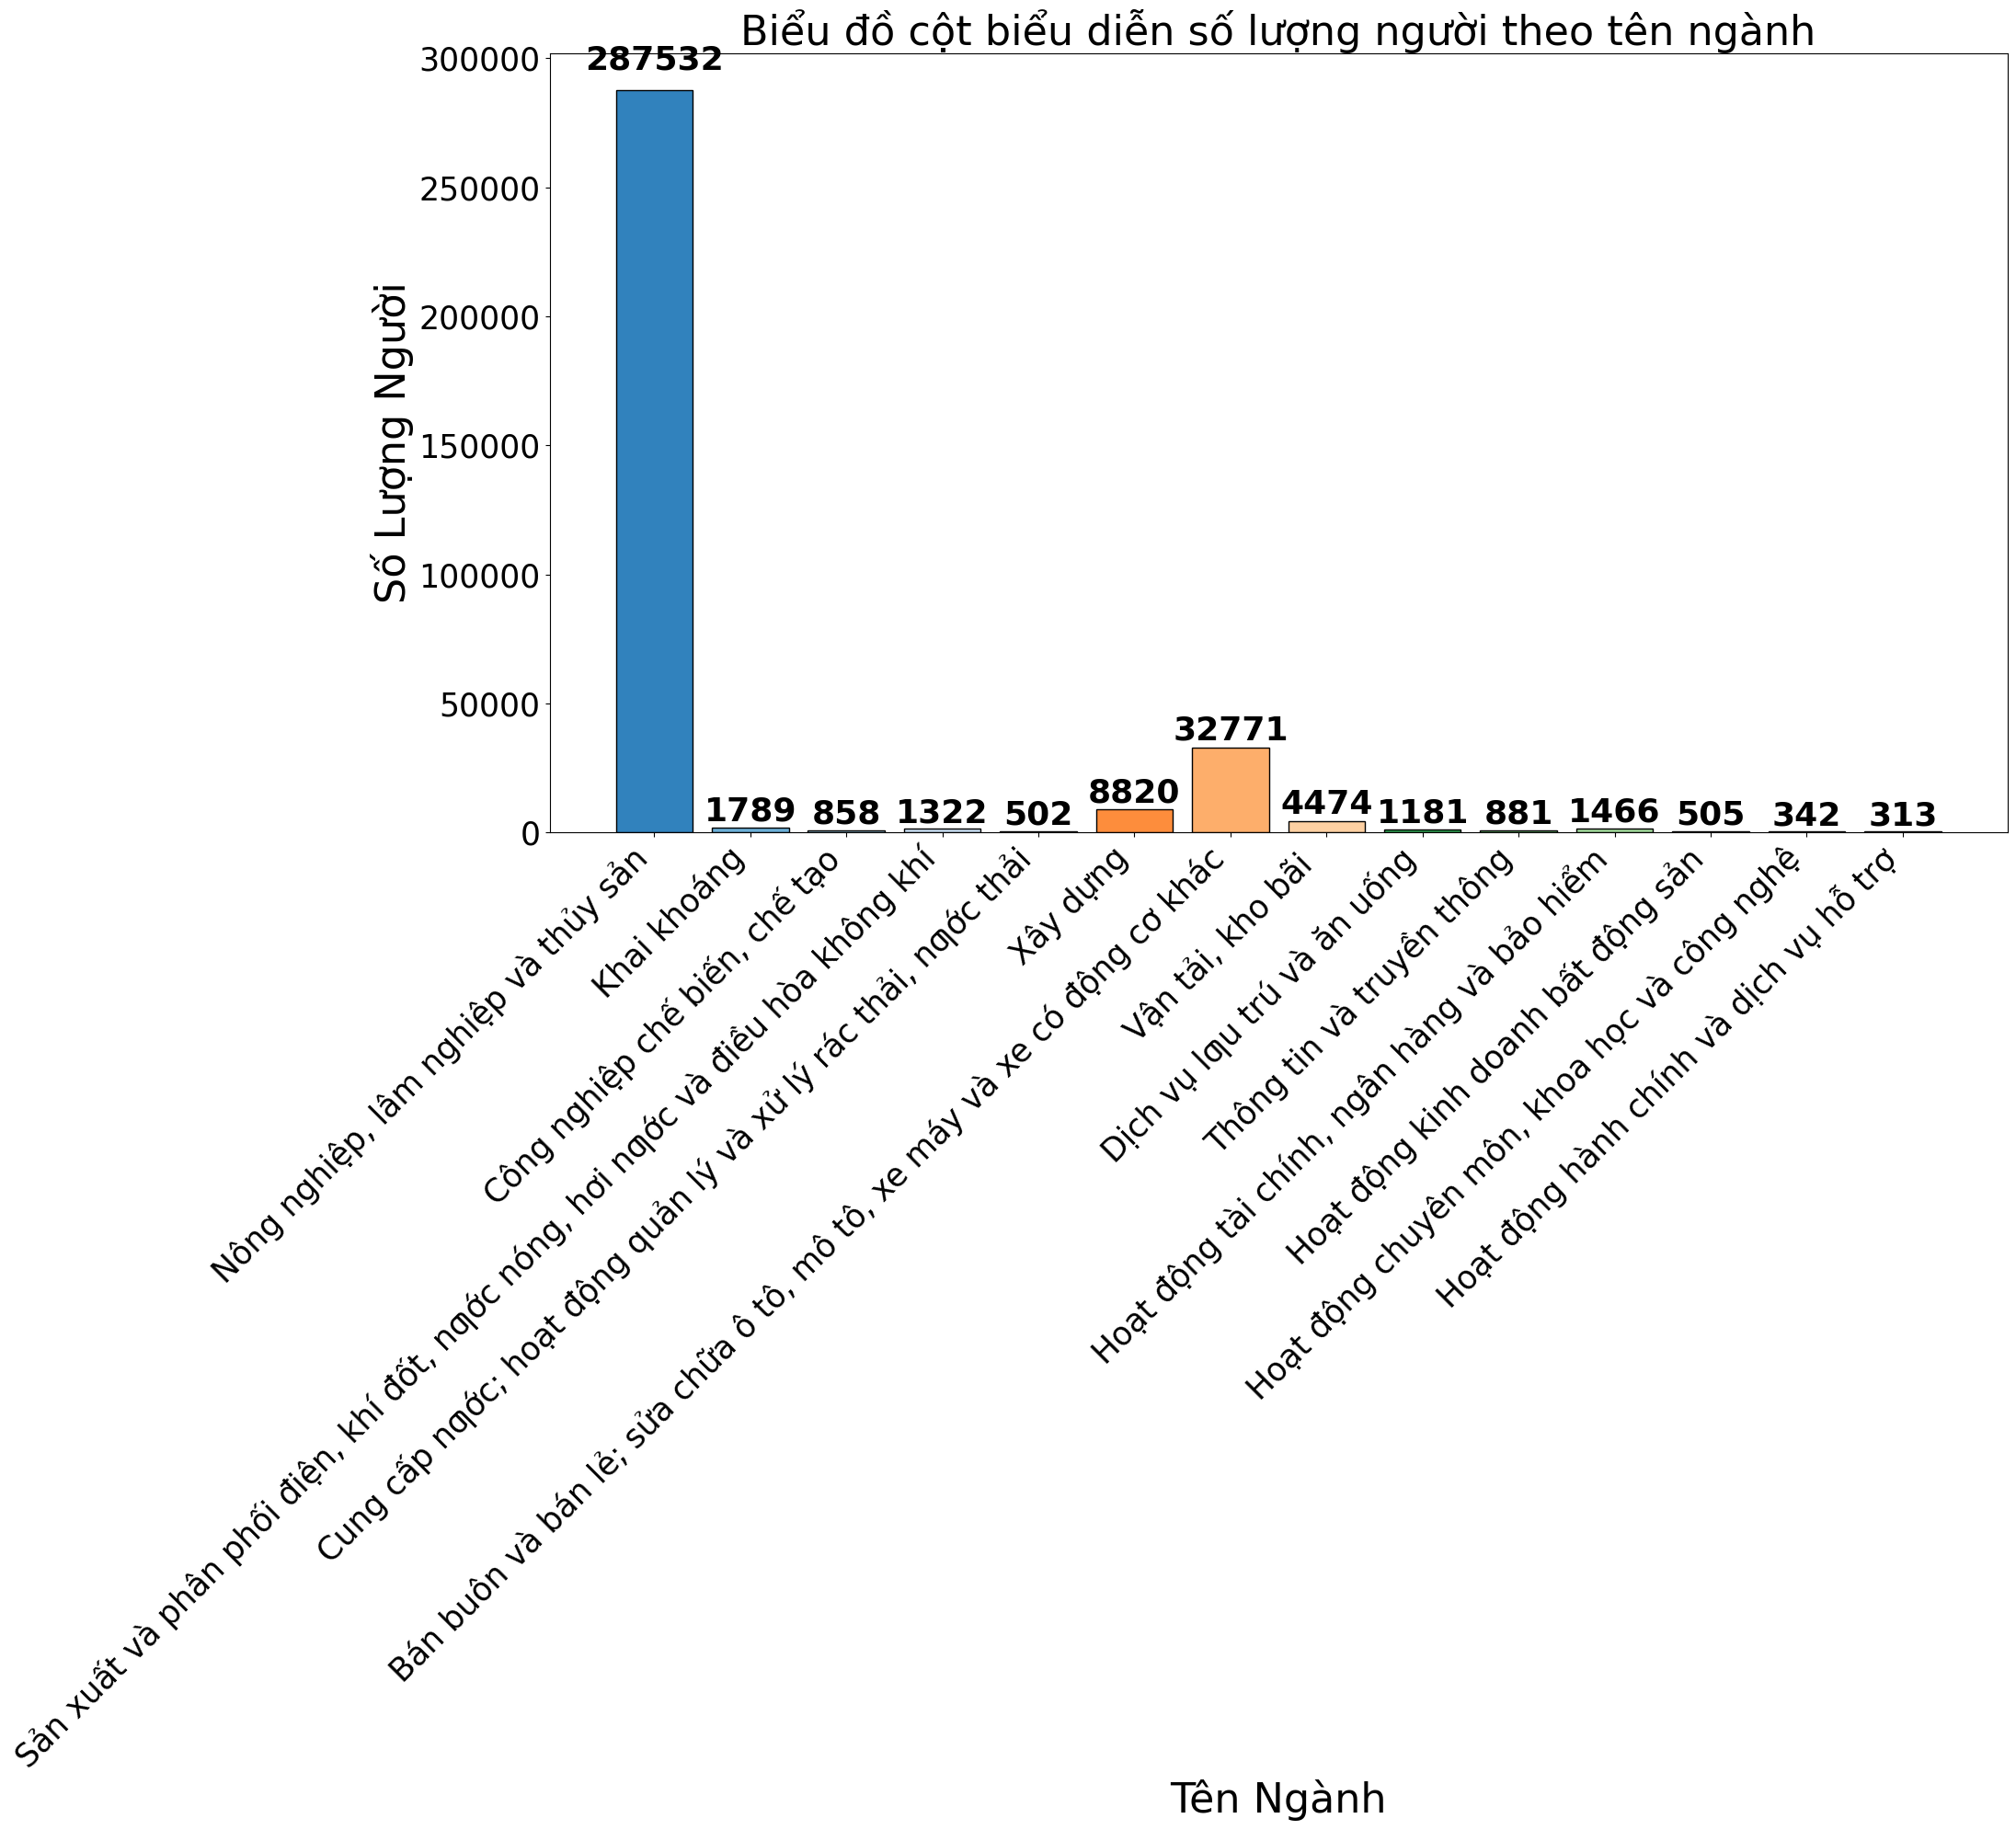 Biểu đồ cột biểu diễn số lượng người theo tên ngành
Số Lượng Người
300000
250000
200000
150000
100000
50000
0
287532
1789
858
1322
502
8820
32771
4474
1181
881
1466
505
342
313
Nông nghiệp, lâm nghiệp và thủy sản
Khai khoáng
Công nghiệp chế biến, chế tạo
Sản xuất và phân phối điện, khí đốt, nƣớc nóng, hơi nƣớc và điều hòa không khí
Cung cấp nƣớc; hoạt động quản lý và xử lý rác thải, nƣớc thải
Xây dựng
Bán buôn và bán lẻ; sửa chữa ô tô, mô tô, xe máy và xe có động cơ khác
Vận tải, kho bãi
Dịch vụ lƣu trú và ăn uống
Thông tin và truyền thông
Hoạt động tài chính, ngân hàng và bảo hiểm
Hoạt động kinh doanh bất động sản
Hoạt động chuyên môn, khoa học và công nghệ
Hoạt động hành chính và dịch vụ hỗ trợ
Tên Ngành